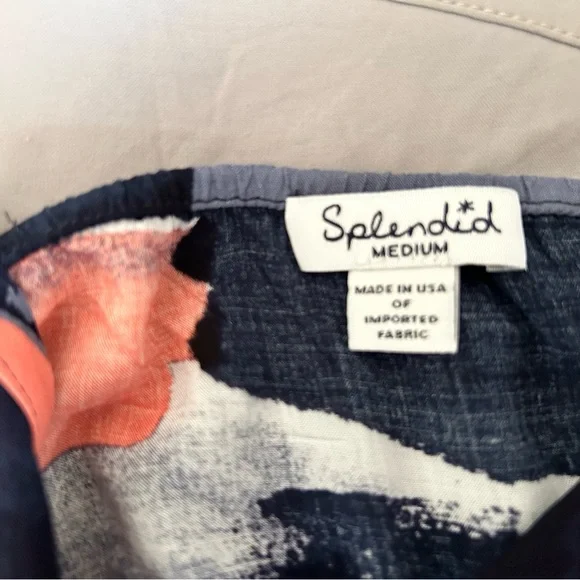 Splendid
MEDIUM
MADE IN USA
OF
IMPORTED
FABRIC